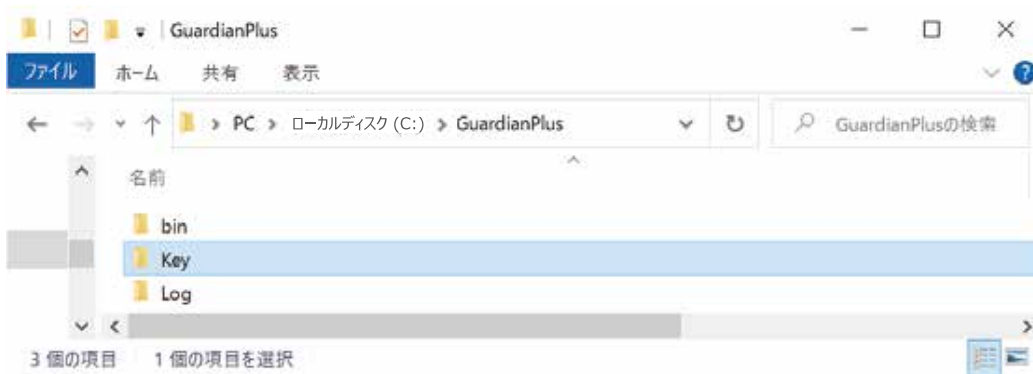 GuardianPlus
ファイル ホーム 共有 表示
PC > ローカルディスク (C:) > GuardianPlus GuardianPlusの検索
名前
bin
Key
Log
3 個の項目 1 個の項目を選択